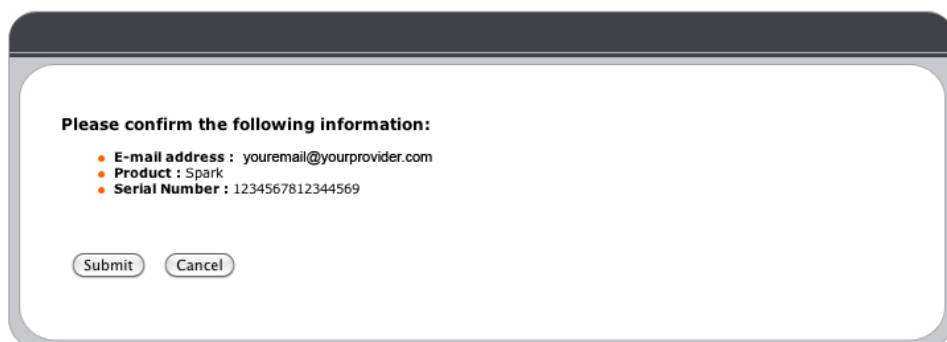 Please confirm the following information:
E-mail address : youremail@yourprovider.com
Product : Spark
Serial Number : 1234567812344569
Submit Cancel